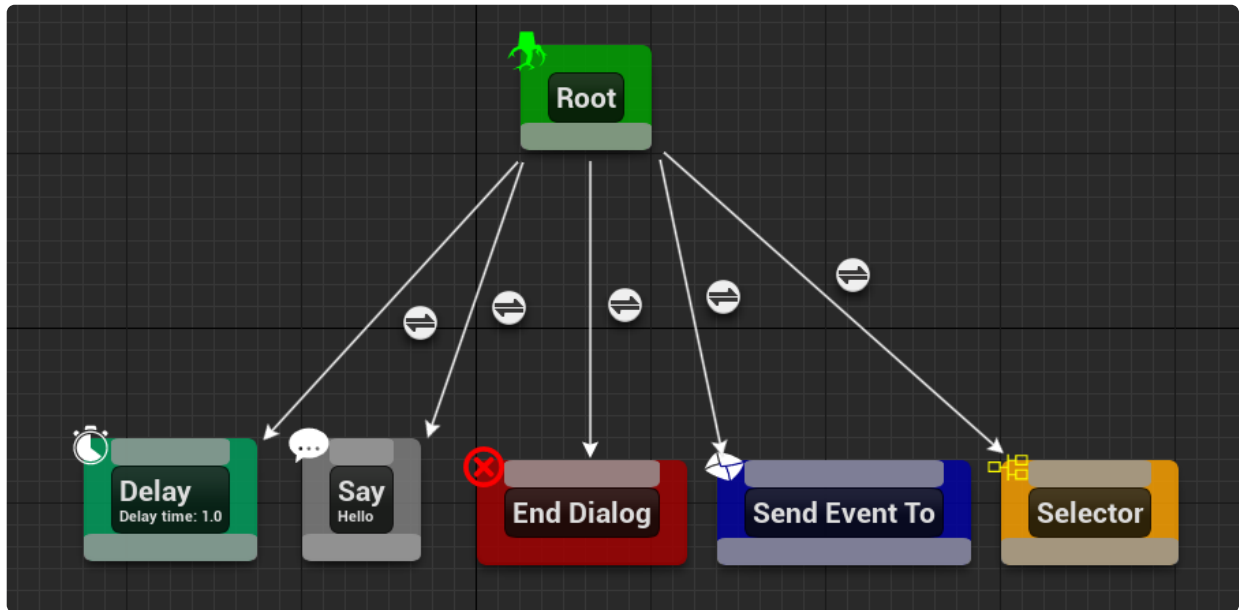 Root
Delay
Delay time: 1.0
Say
Hello
End Dialog
Send Event To
Selector